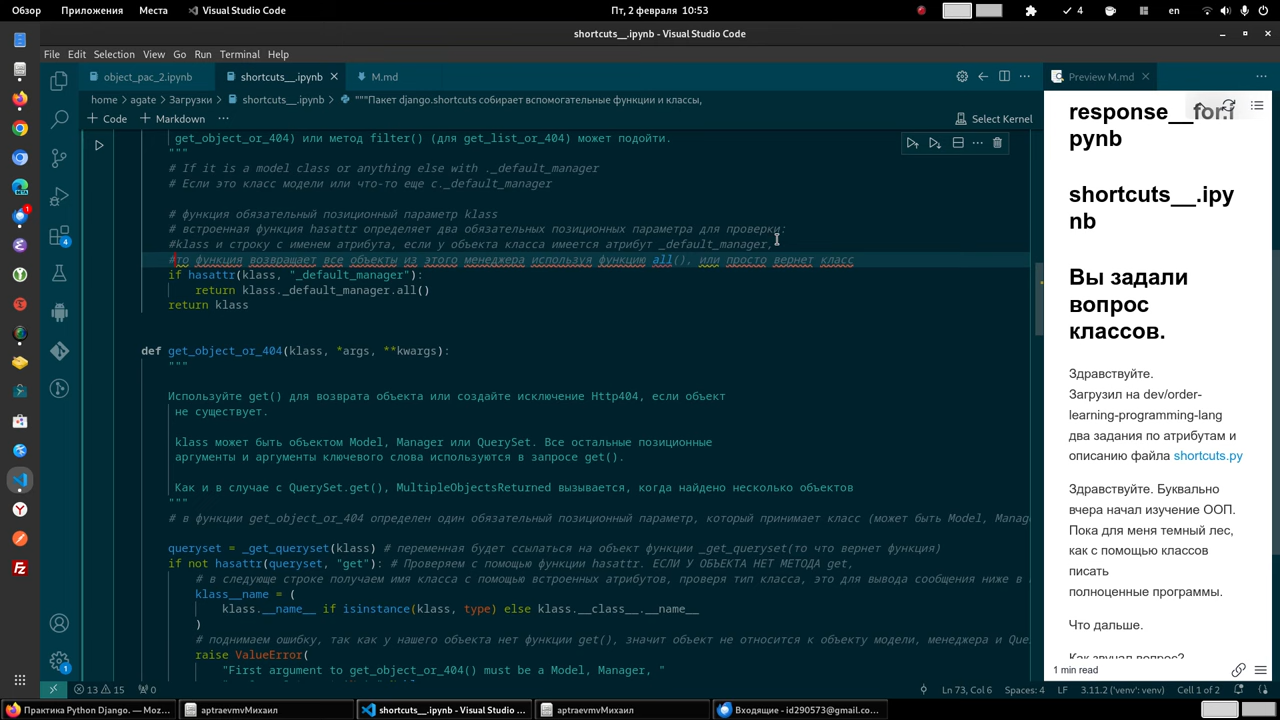 Обзор Приложения Места Visual Studio Code Пт, 2 февраля 10:53 4 en
shortcuts__.ipynb - Visual Studio Code
File Edit Selection View Go Run Terminal Help
object_pac_2.ipynb shortcuts__.ipynb M.md Preview M.md
home > agate > Загрузки > shortcuts__.ipynb > """Пакет django.shortcuts собирает вспомогательные функции и классы,
+ Code + Markdown ... Select Kernel
get_object_or_404) или метод filter() (для get_list_or_404) может подойти.
"""
# If it is a model class or anything else with ._default_manager
# Если это класс модели или что-то еще с._default_manager
# функция обязательный позиционный параметр klass
# встроенная функция hasattr определяет два обязательных позиционных параметра для проверки:
#klass и строку с именем атрибута, если у объекта класса имеется атрибут _default_manager,
#то функция возвращает все объекты из этого менеджера используя функцию all(), или просто вернет класс
if hasattr(klass, "_default_manager"):
return klass._default_manager.all()
return klass
def get_object_or_404(klass, *args, **kwargs):
"""
Используйте get() для возврата объекта или создайте исключение Http404, если объект
не существует.
klass может быть объектом Model, Manager или QuerySet. Все остальные позиционные
аргументы и аргументы ключевого слова используются в запросе get().
Как и в случае с QuerySet.get(), MultipleObjectsReturned вызывается, когда найдено несколько объектов
"""
# в функции get_object_or_404 определен один обязательный позиционный параметр, который принимает класс (может быть Model, Manag
queryset = _get_queryset(klass) # переменная будет ссылаться на объект функции _get_queryset(то что вернет функция)
if not hasattr(queryset, "get"): # Проверяем с помощью функции hasattr. ЕСЛИ У ОБЪЕКТА НЕТ МЕТОДА get,
# в следующе строке получаем имя класса с помощью встроенных атрибутов, проверя тип класса, это для вывода сообщения ниже в
klass__name = (
klass.__name__ if isinstance(klass, type) else klass.__class__.__name__
)
# поднимаем ошибку, так как у нашего объекта нет функции get(), значит объект не относится к объекту модели, менеджера и Que
raise ValueError(
"First argument to get_object_or_404() must be a Model, Manager, "
response__for.i
pynb
shortcuts__.ipy
nb
Вы задали
вопрос
классов.
Здравствуйте.
Загрузил на dev/order-
learning-programming-lang
два задания по атрибутам и
описанию файла shortcuts.py
Здравствуйте. Буквально
вчера начал изучение ООП.
Пока для меня темный лес,
как с помощью классов
писать
полноценные программы.
Что дальше.
Как звучал вопрос?
1 min read
13 15 0 Ln 73, Col 6 Spaces: 4 LF 3.11.2 ('venv': venv) Cell 1 of 2
Практика Python Django. — Moz... aptraevmvМихаил shortcuts__.ipynb - Visual Studio ... aptraevmvМихаил Входящие - id290573@gmail.co...